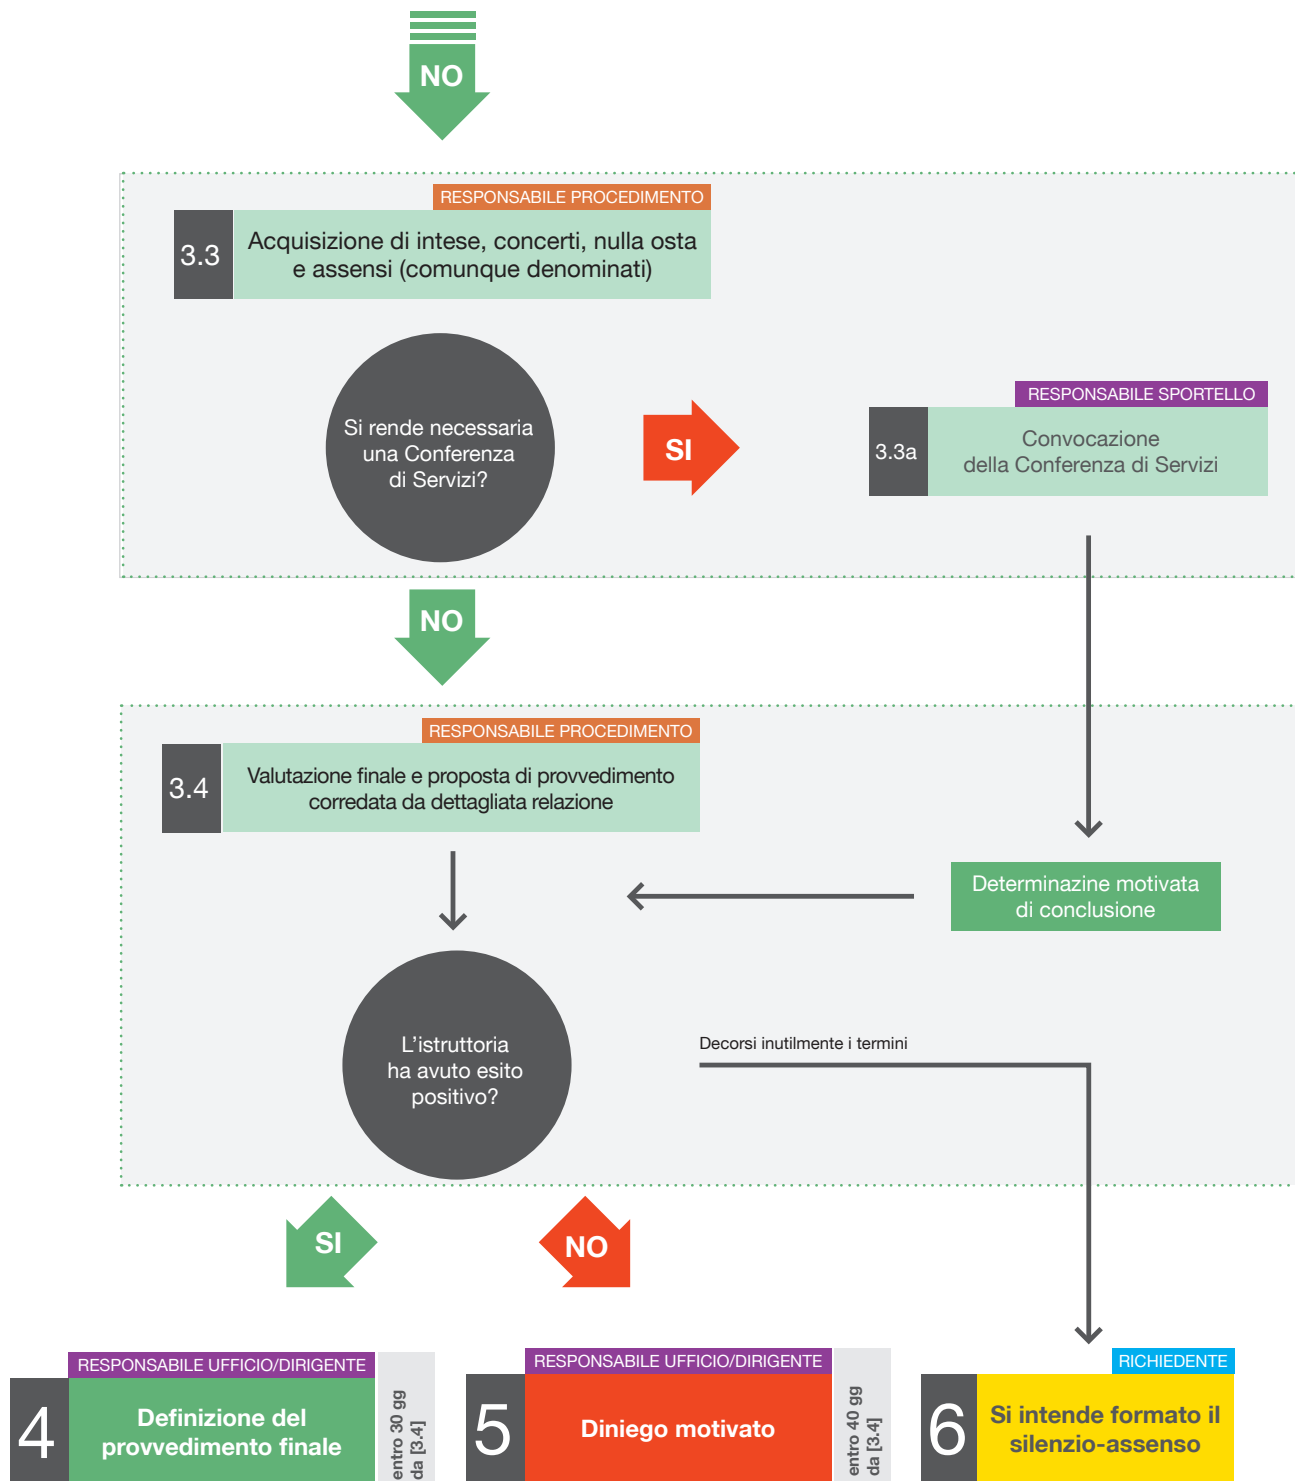 NO
RESPONSABILE PROCEDIMENTO
3.3
Acquisizione di intese, concerti, nulla osta
e assensi (comunque denominati)
Si rende necessaria
una Conferenza
di Servizi?
SI
RESPONSABILE SPORTELLO
3.3a
Convocazione
della Conferenza di Servizi
NO
RESPONSABILE PROCEDIMENTO
3.4
Valutazione finale e proposta di provvedimento
corredata da dettagliata relazione
Determinazine motivata
di conclusione
L'istruttoria
ha avuto esito
positivo?
Decorsi inutilmente i termini
SI
NO
RESPONSABILE UFFICIO/DIRIGENTE
4
Definizione del
provvedimento finale
entro 30 gg
da [3.4]
RESPONSABILE UFFICIO/DIRIGENTE
5
Diniego motivato
entro 40 gg
da [3.4]
RICHIEDENTE
6
Si intende formato il
silenzio-assenso